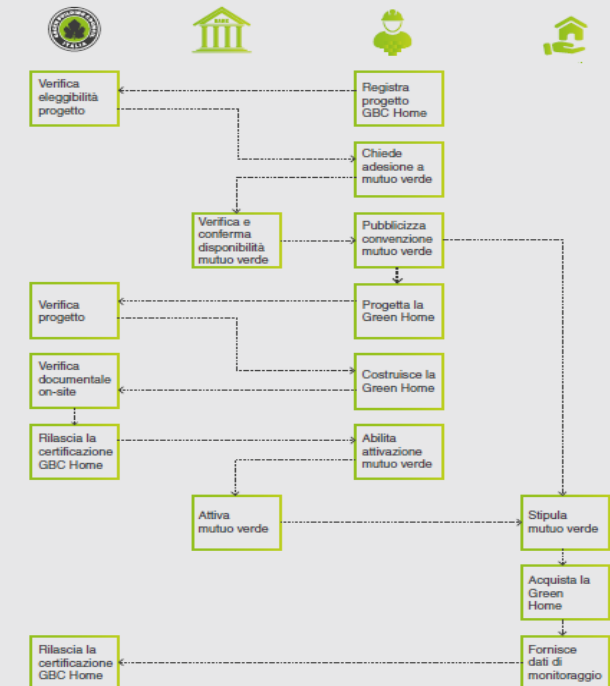 ITALIA
BANK
Verifica
eleggibilità
progetto
Registra
progetto
GBC Home
Chiede
adesione a
mutuo verde
Verifica e
conferma
disponibilità
mutuo verde
Pubblicizza
convenzione
mutuo verde
Verifica
progetto
Progetta la
Green Home
Verifica
documentale
on-site
Costruisce la
Green Home
Rilascia la
certificazione
GBC Home
Abilita
attivazione
mutuo verde
Attiva
mutuo verde
Stipula
mutuo verde
Acquista la
Green
Home
Rilascia la
certificazione
GBC Home
Fornisce
dati di
monitoraggio